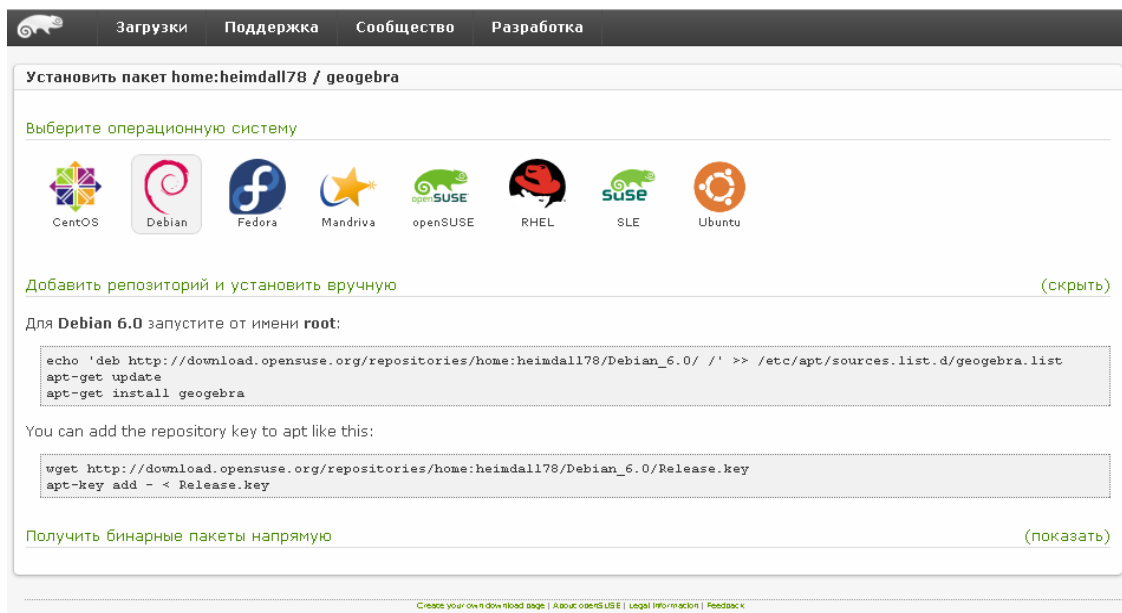 Загрузки Поддержка Сообщество Разработка
Установить пакет home:heimdall78 / geogebra
Выберите операционную систему
openSUSE suse
CentOS Debian Fedora Mandriva openSUSE RHEL SLE Ubuntu
Добавить репозиторий и установить вручную (скрыть)
Для Debian 6.0 запустите от имени root:
echo 'deb http://download.opensuse.org/repositories/home:heimdall78/Debian_6.0/ /' >> /etc/apt/sources.list.d/geogebra.list
apt-get update
apt-get install geogebra
You can add the repository key to apt like this:
wget http://download.opensuse.org/repositories/home:heimdall78/Debian_6.0/Release.key
apt-key add - < Release.key
Получить бинарные пакеты напрямую (показать)
Create your own download page | About openSUSE | Legal Information | Feedback